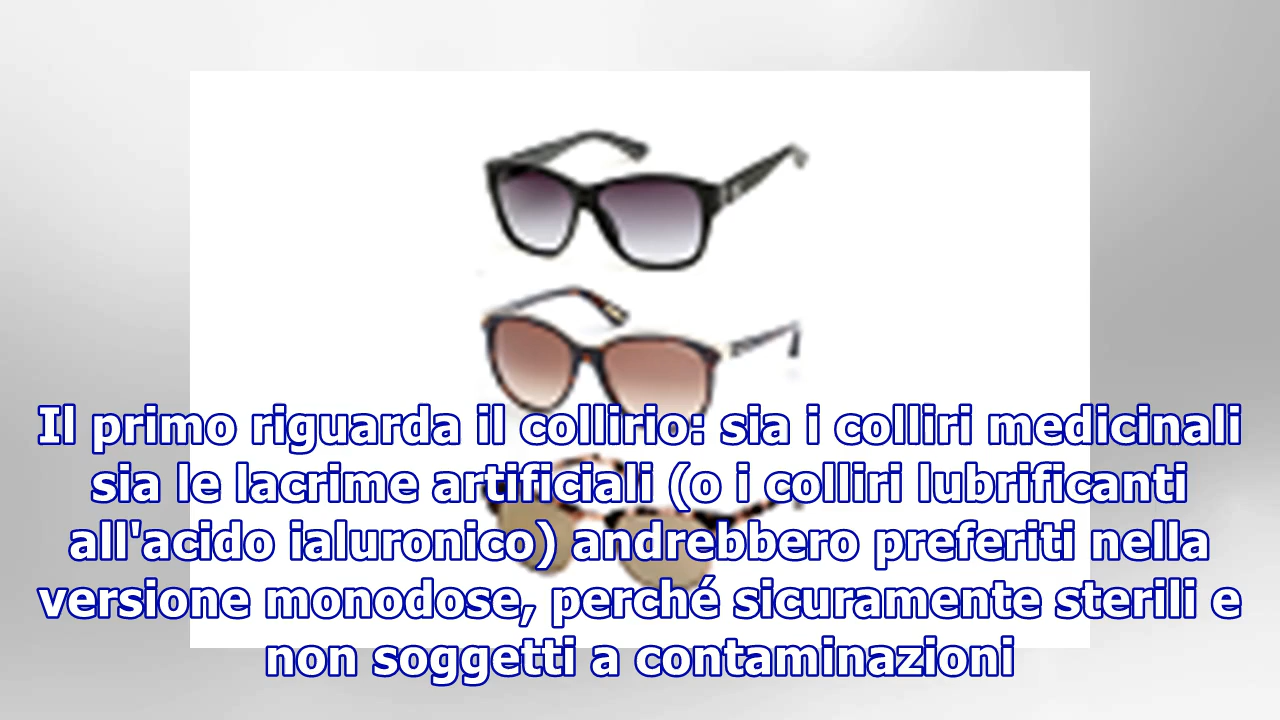 Il primo riguarda il collirio: sia i colliri medicinali
sia le lacrime artificiali (o i colliri lubrificanti
all'acido ialuronico) andrebbero preferiti nella
versione monodose, perché sicuramente sterili e
non soggetti a contaminazioni